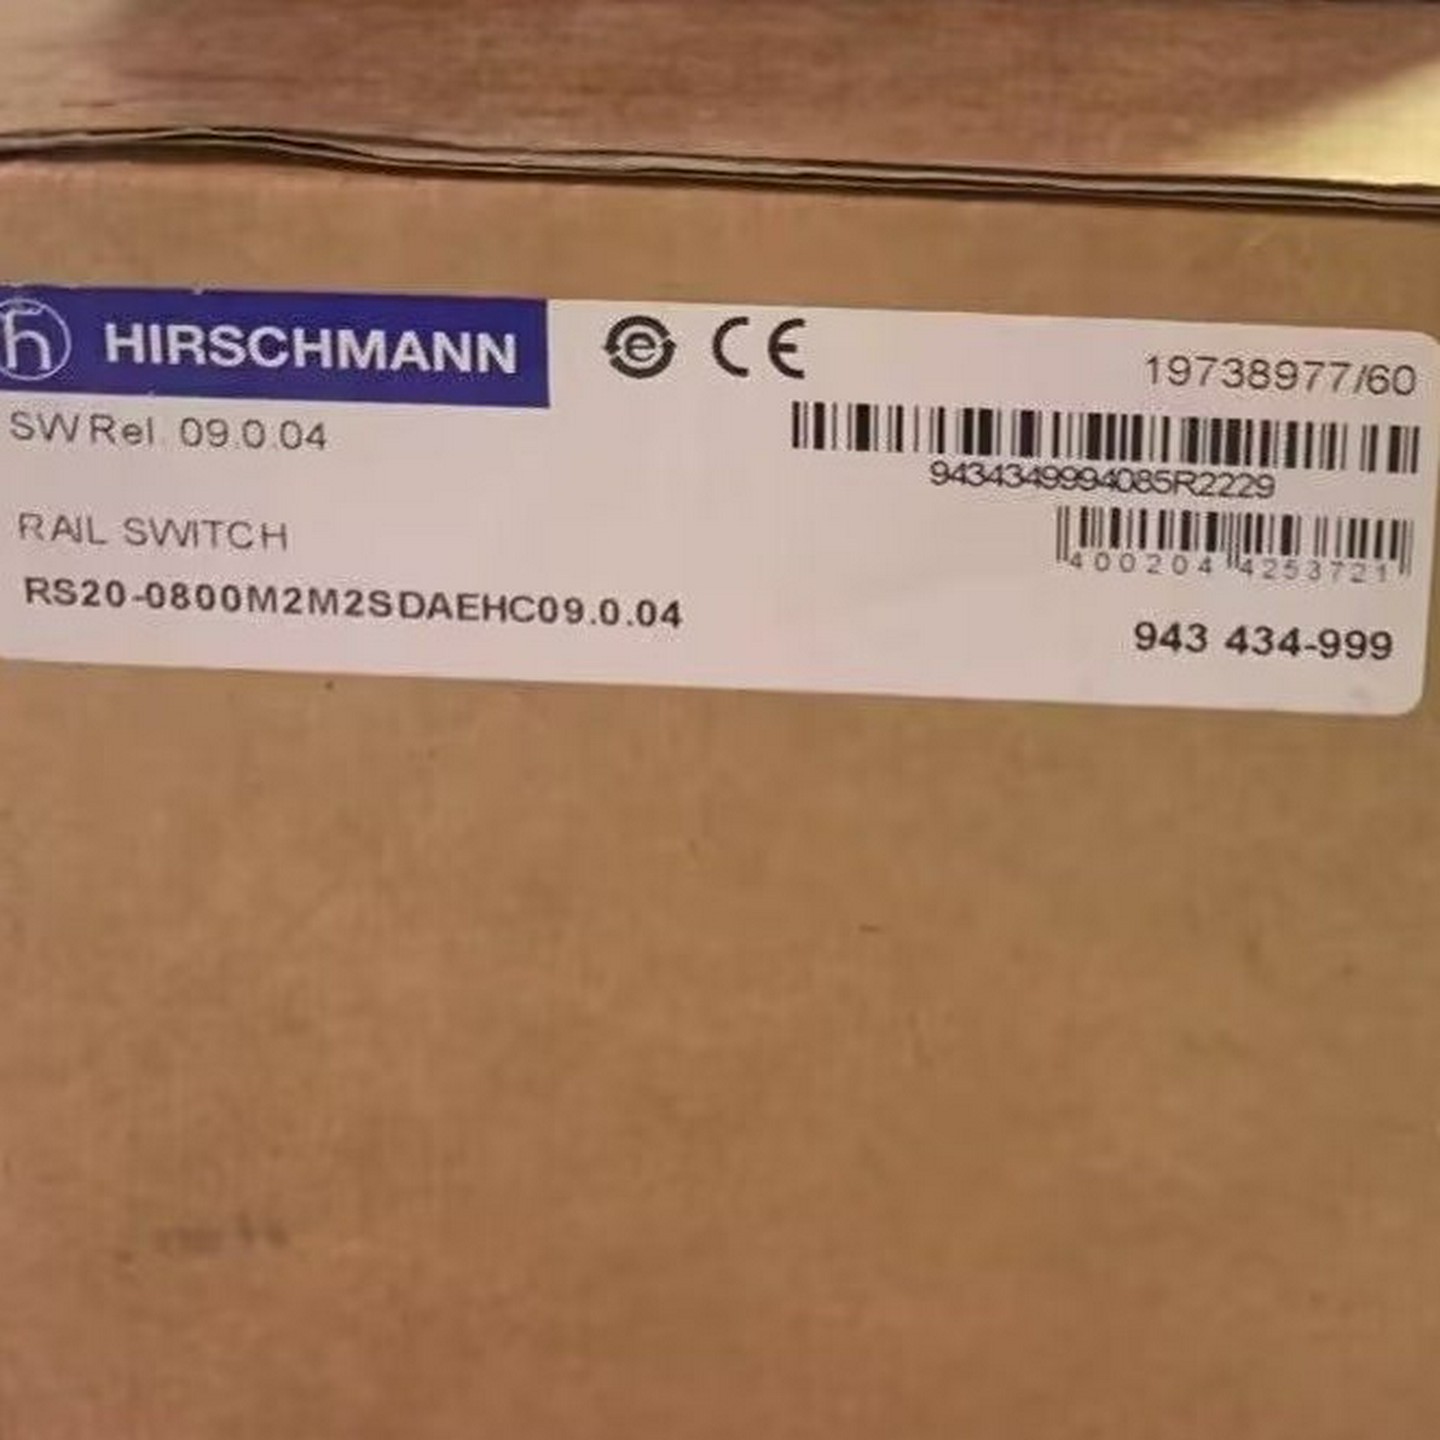 HIRSCHMANN
19738977/60
SW Rel. 09.0.04
9434349994085R2229
RAIL SWITCH
4002044253721
RS20-0800M2M2SDAEHC09.0.04
943 434-999